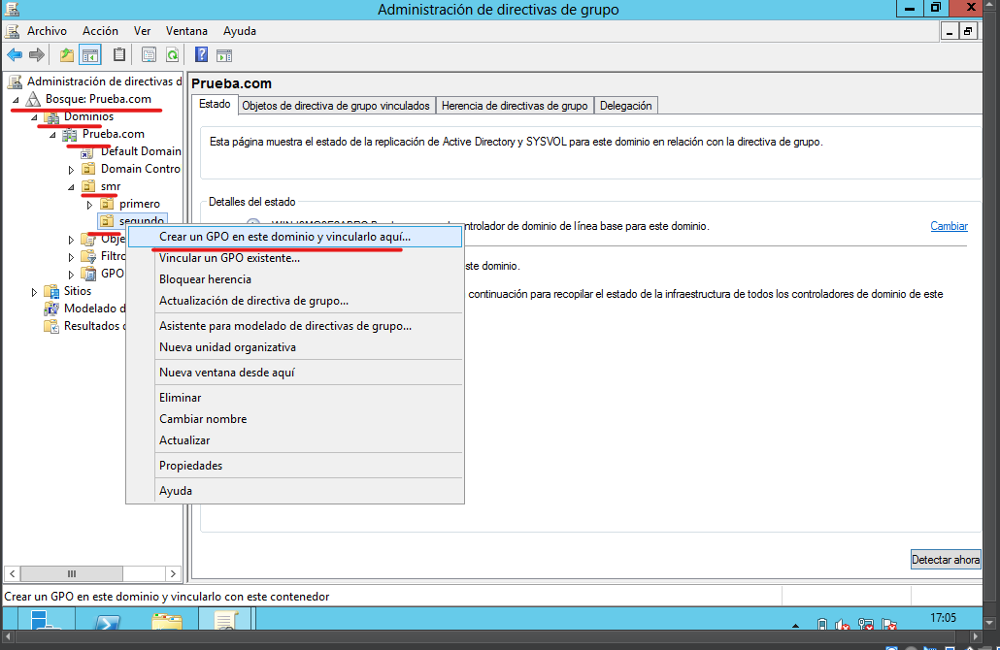 Administración de directivas de grupo
Archivo Acción Ver Ventana Ayuda
Administración de directivas d
Bosque: Prueba.com
Dominios
Prueba.com
Default Domain
Domain Contro
smr
primero
segundo
Obje
Filtro
GPO
Sitios
Modelado d
Resultados
Prueba.com
Estado Objetos de directiva de grupo vinculados Herencia de directivas de grupo Delegación
Esta página muestra el estado de la replicación de Active Directory y SYSVOL para este dominio en relación con la directiva de grupo.
Detalles del estado
ntrolador de dominio de línea base para este dominio. Cambiar
ste dominio.
continuación para recopilar el estado de la infraestructura de todos los controladores de dominio de este
Crear un GPO en este dominio y vincularlo aquí...
Vincular un GPO existente...
Bloquear herencia
Actualización de directiva de grupo...
Asistente para modelado de directivas de grupo...
Nueva unidad organizativa
Nueva ventana desde aquí
Eliminar
Cambiar nombre
Actualizar
Propiedades
Ayuda
Detectar ahora
Crear un GPO en este dominio y vincularlo con este contenedor
17:05